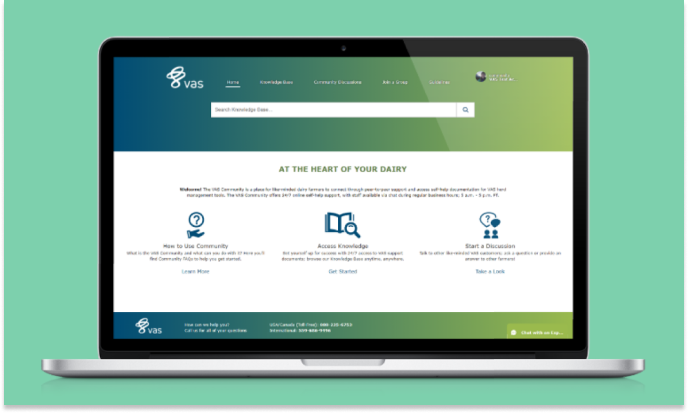 vas
Home Knowledge Base Community Discussions Join a Group
Search Knowledge Base...
AT THE HEART OF YOUR DAIRY
Welcome! The VAS Community is a place for like-minded dairy farmers to connect through peer-to-peer support and access self-help documentation for VAS herd
management tools. The VAS Community offers 24/7 online self-help support, with staff available via chat during regular business hours, 5 a.m. - 5 p.m. PT.
How to Use Community
What is the VAS Community and what can you do with it? Here you'll
find Community FAQs to help you get started.
Learn More
Access Knowledge
Set yourself up for success with 24/7 access to VAS support
documents; browse our Knowledge Base anytime, anywhere.
Get Started
Start a Discussion
Talk to other like-minded VAS customers; ask a question or provide an
answer to other farmers!
Take a Look
vas
How can we help you?
Call us for all of your questions.
USA/Canada (Toll Free):
International:
Chat with an Exp...